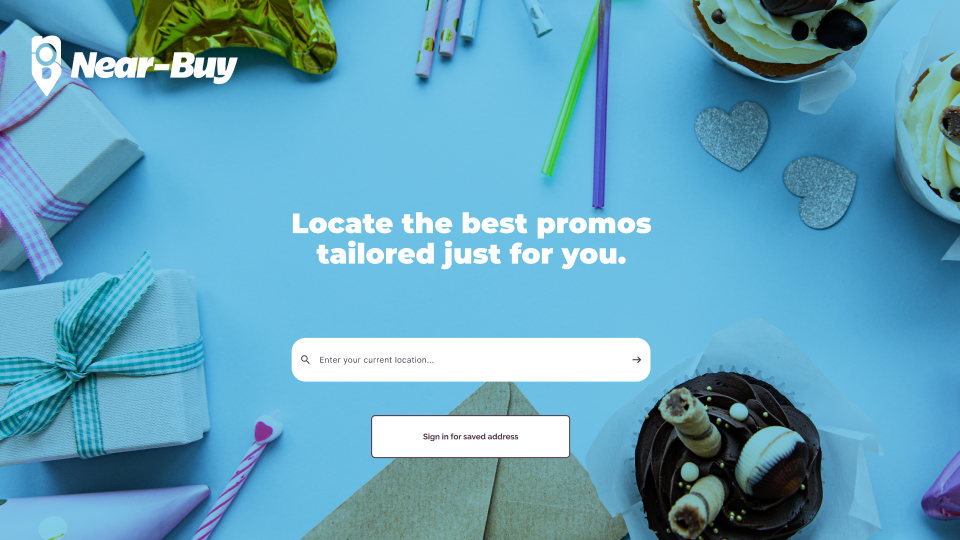 Near-Buy
Locate the best promos
tailored just for you.
Enter your current location...
Sign in for saved address